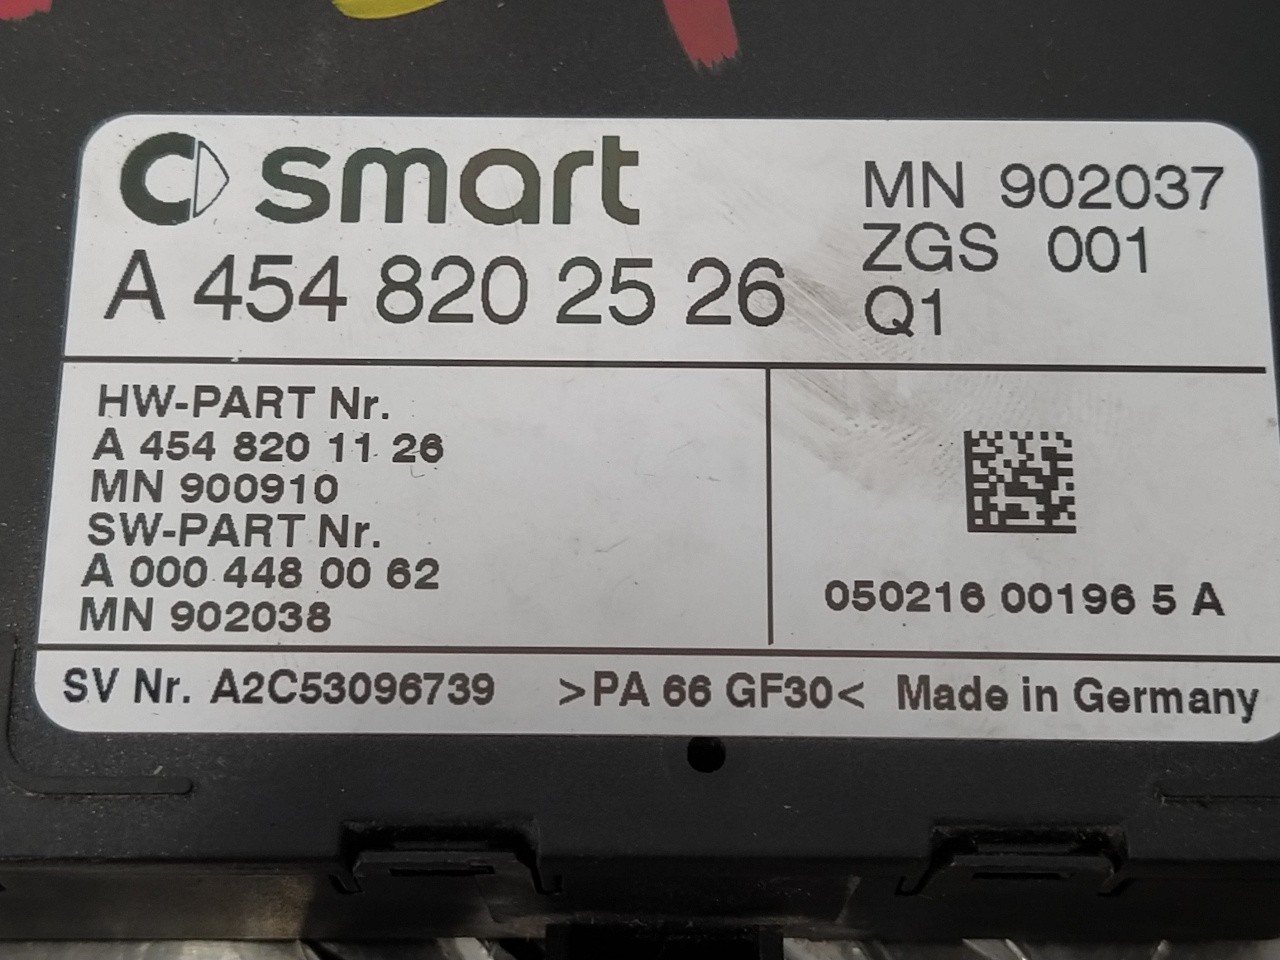 smart
A 454 820 25 26
MN 902037
ZGS 001
Q1
HW-PART Nr.
A 454 820 11 26
MN 900910
SW-PART Nr.
A 000 448 00 62
MN 902038
050216 00196 5 A
SV Nr. A2C53096739 >PA 66 GF30< Made in Germany